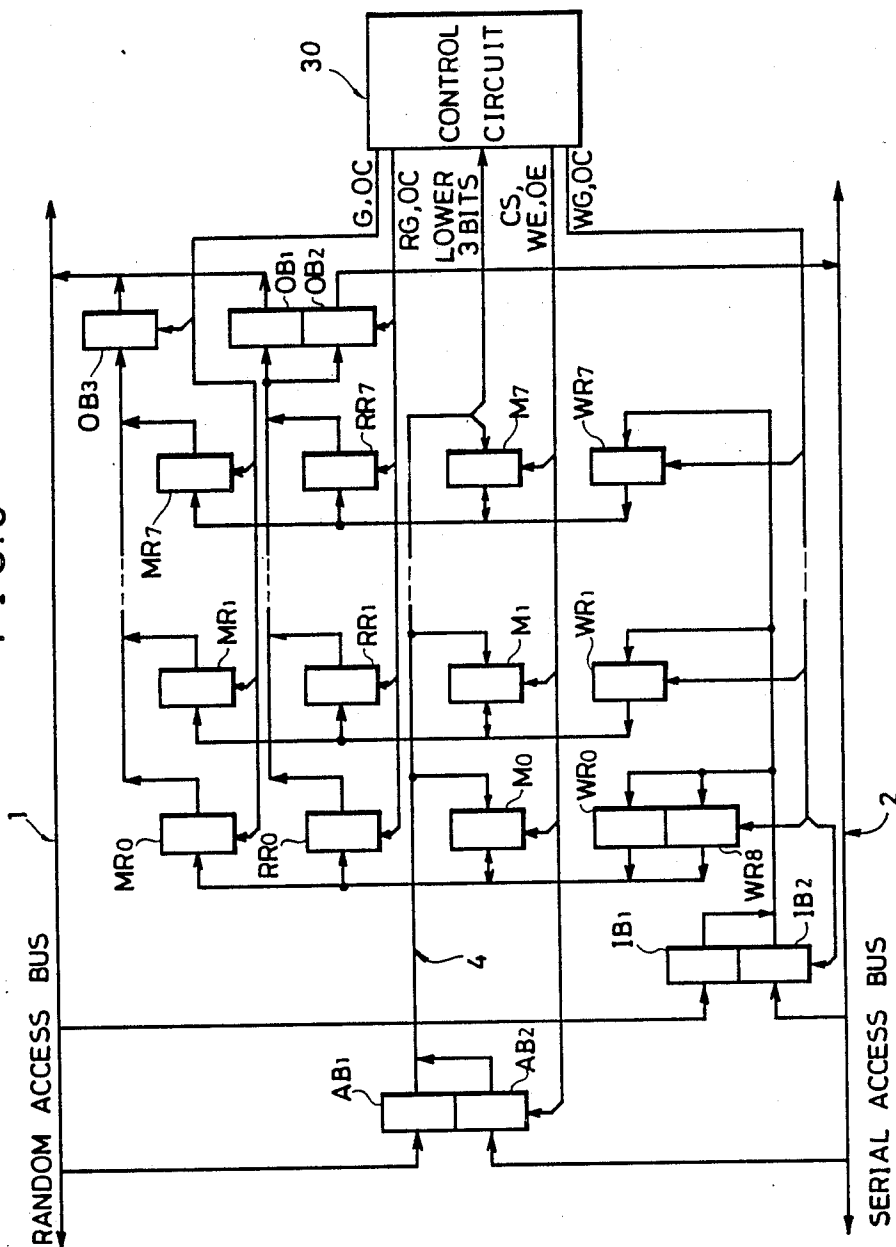 1
RANDOM ACCESS BUS
30
CONTROL
CIRCUIT
G,OC
RG,OC
LOWER
3 BITS
CS,
WE,OE
WG,OC
OB3
OB1
OB2
MR7
MR1
MR0
RR7
RR1
RR0
M7
M1
M0
4
WR7
WR1
WR0
WR8
AB1
AB2
IB1
IB2
2
SERIAL ACCESS BUS